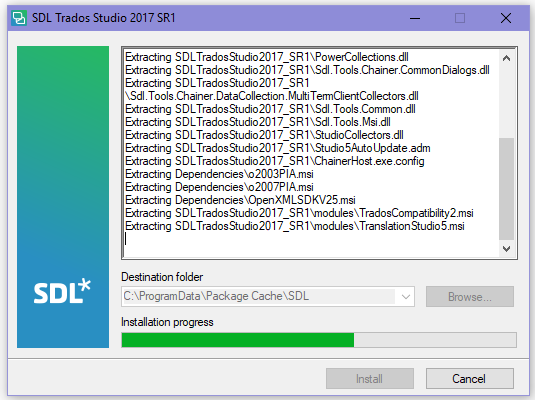 SDL Trados Studio 2017 SR1
Extracting SDLTradosStudio2017_SR1\PowerCollections.dll
Extracting SDLTradosStudio2017_SR1\Sdl.Tools.Chainer.CommonDialogs.dll
Extracting SDLTradosStudio2017_SR1
\Sdl.Tools.Chainer.DataCollection.MultiTermClientCollectors.dll
Extracting SDLTradosStudio2017_SR1\Sdl.Tools.Common.dll
Extracting SDLTradosStudio2017_SR1\Sdl.Tools.Msi.dll
Extracting SDLTradosStudio2017_SR1\StudioCollectors.dll
Extracting SDLTradosStudio2017_SR1\Studio5AutoUpdate.adm
Extracting SDLTradosStudio2017_SR1\ChainerHost.exe.config
Extracting Dependencies\o2003PIA.msi
Extracting Dependencies\o2007PIA.msi
Extracting Dependencies\OpenXMLSDKV25.msi
Extracting SDLTradosStudio2017_SR1\modules\TradosCompatibility2.msi
Extracting SDLTradosStudio2017_SR1\modules\TranslationStudio5.msi
SDL*
Destination folder
C:\ProgramData\Package Cache\SDL
Browse...
Installation progress
Install
Cancel